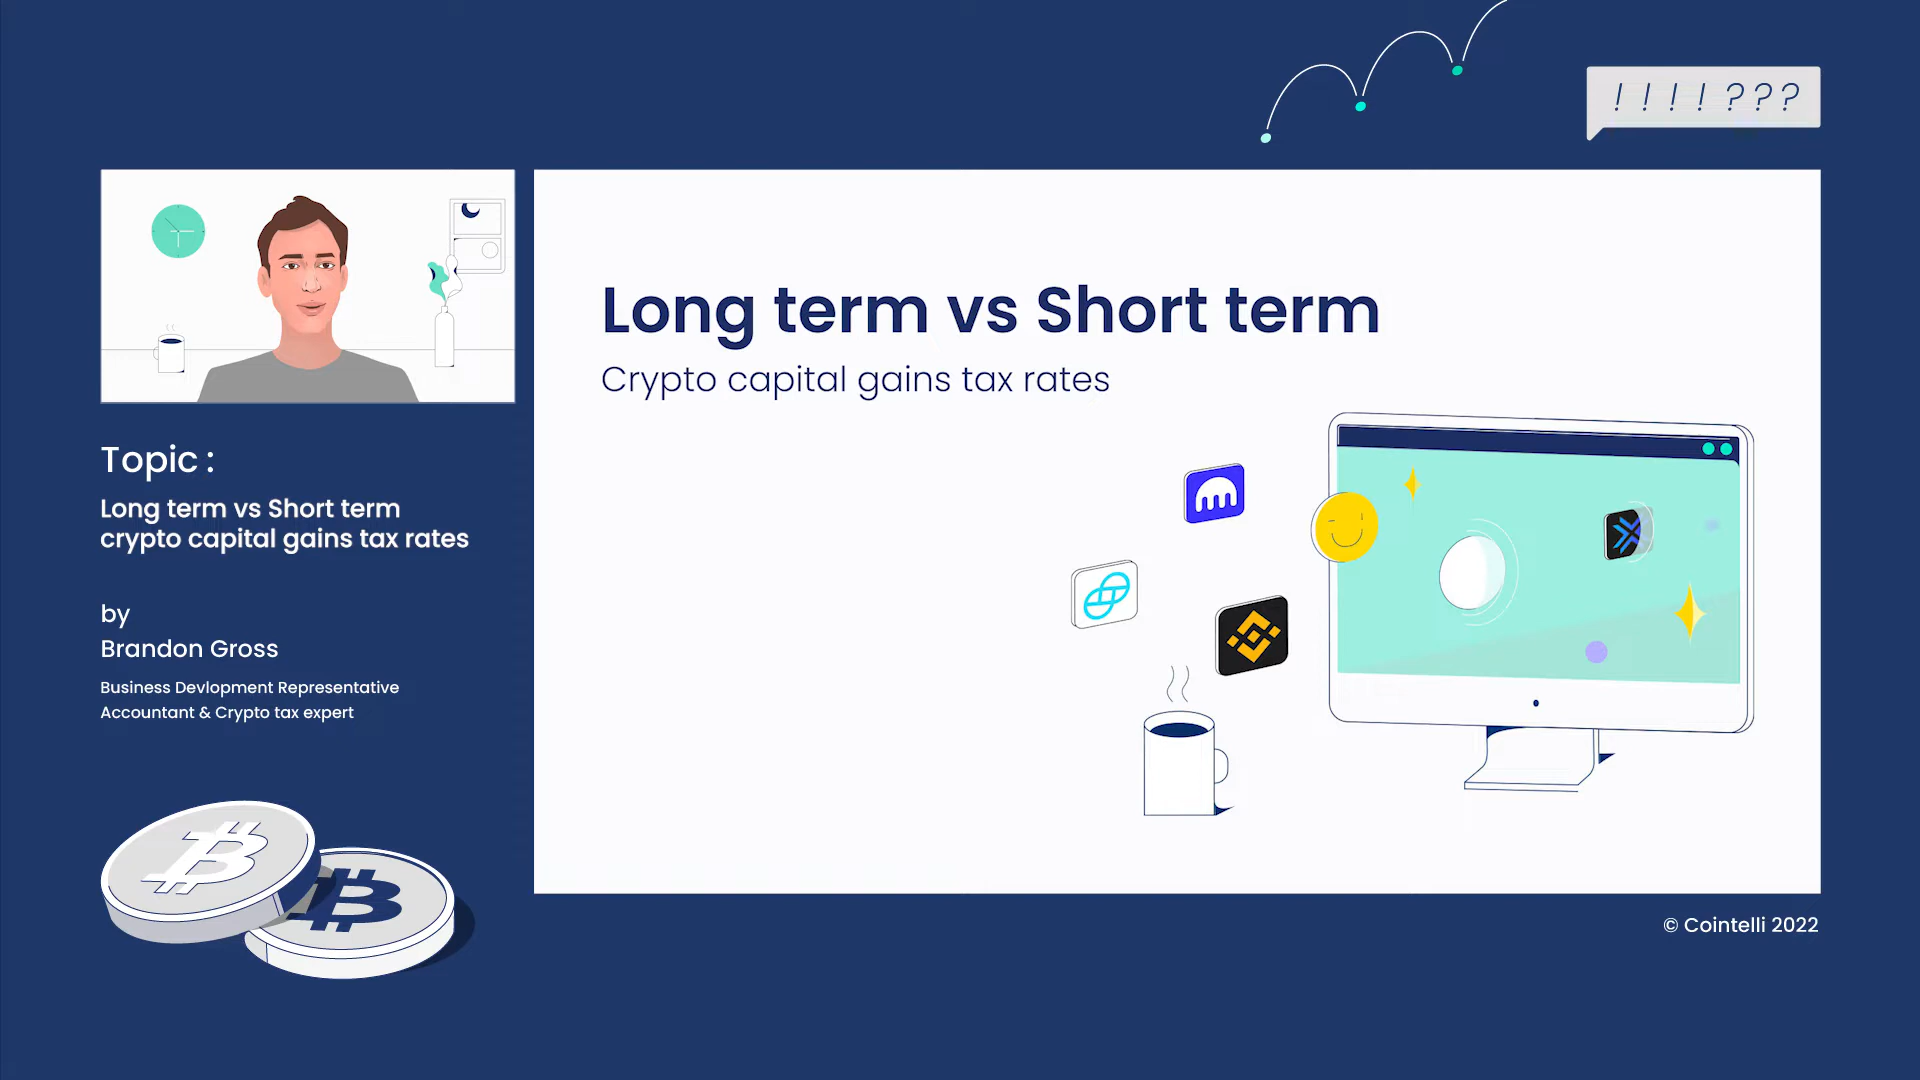 ! ! ! ! ? ? ?
Long term vs Short term
Crypto capital gains tax rates
Topic :
Long term vs Short term
crypto capital gains tax rates
by
Brandon Gross
Business Devlopment Representative
Accountant & Crypto tax expert
© Cointelli 2022